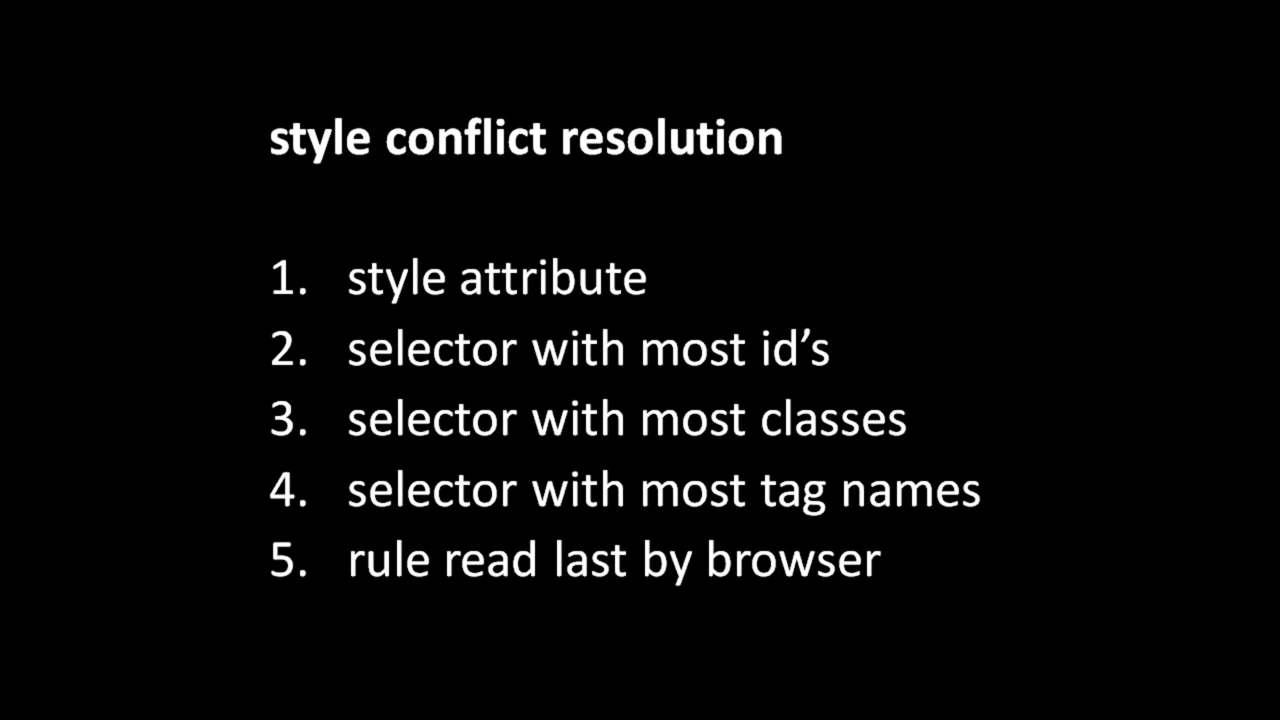 style conflict resolution
1. style attribute
2. selector with most id’s
3. selector with most classes
4. selector with most tag names
5. rule read last by browser